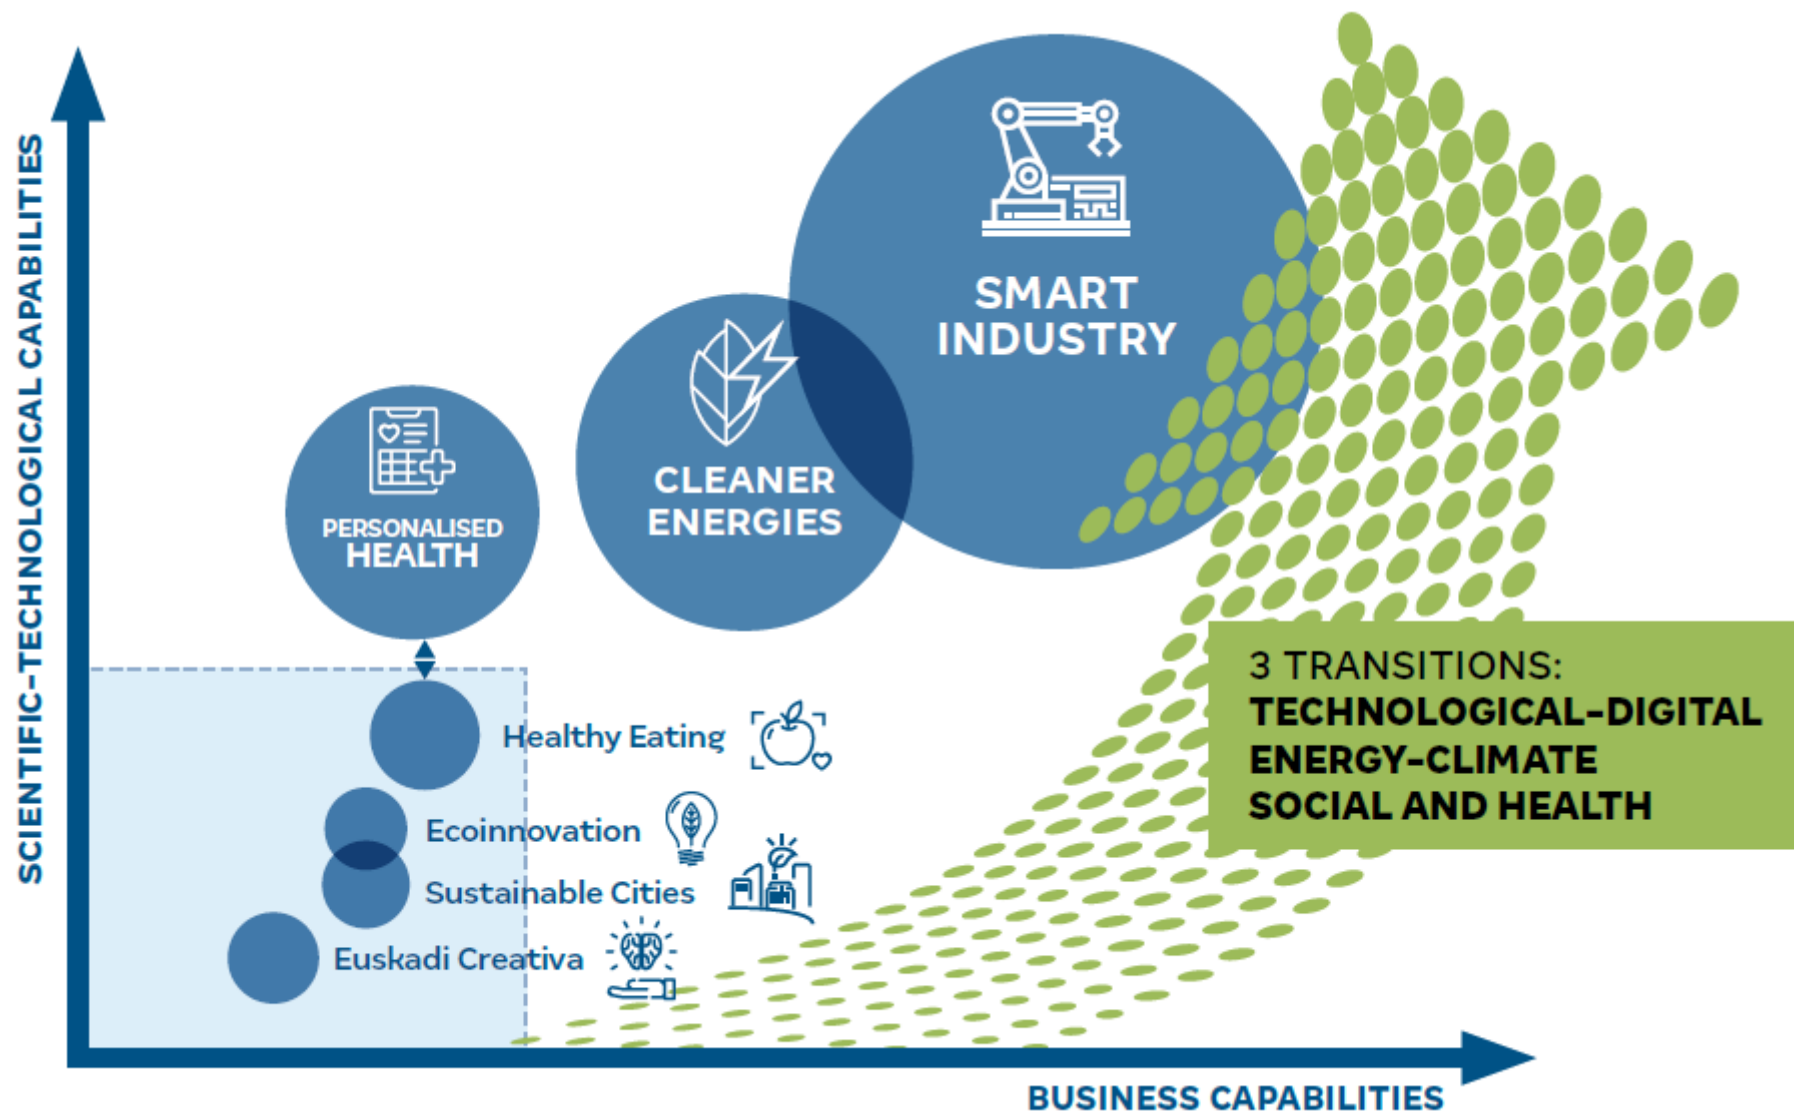 SCIENTIFIC-TECHNOLOGICAL CAPABILITIES
SMART
INDUSTRY
CLEANER
ENERGIES
PERSONALISED
HEALTH
3 TRANSITIONS:
TECHNOLOGICAL-DIGITAL
ENERGY-CLIMATE
SOCIAL AND HEALTH
Healthy Eating
Ecoinnovation
Sustainable Cities
Euskadi Creativa
BUSINESS CAPABILITIES